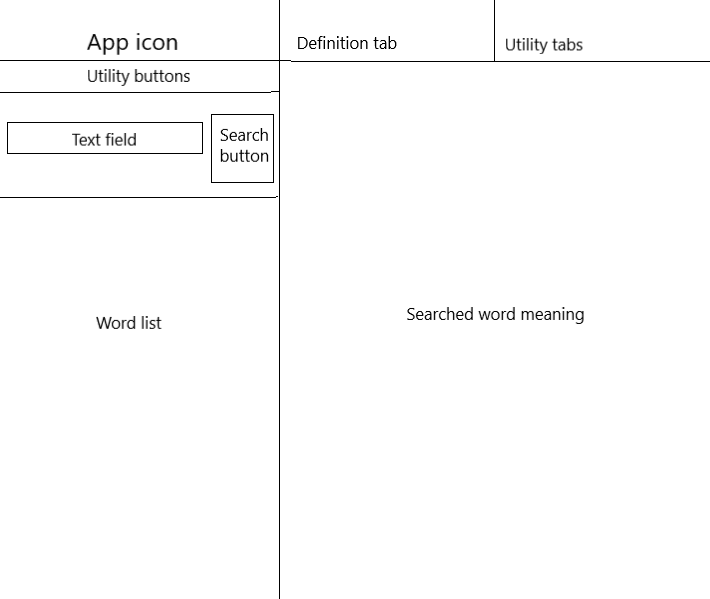 App icon
Definition tab
Utility tabs
Utility buttons
Text field
Search
button
Word list
Searched word meaning